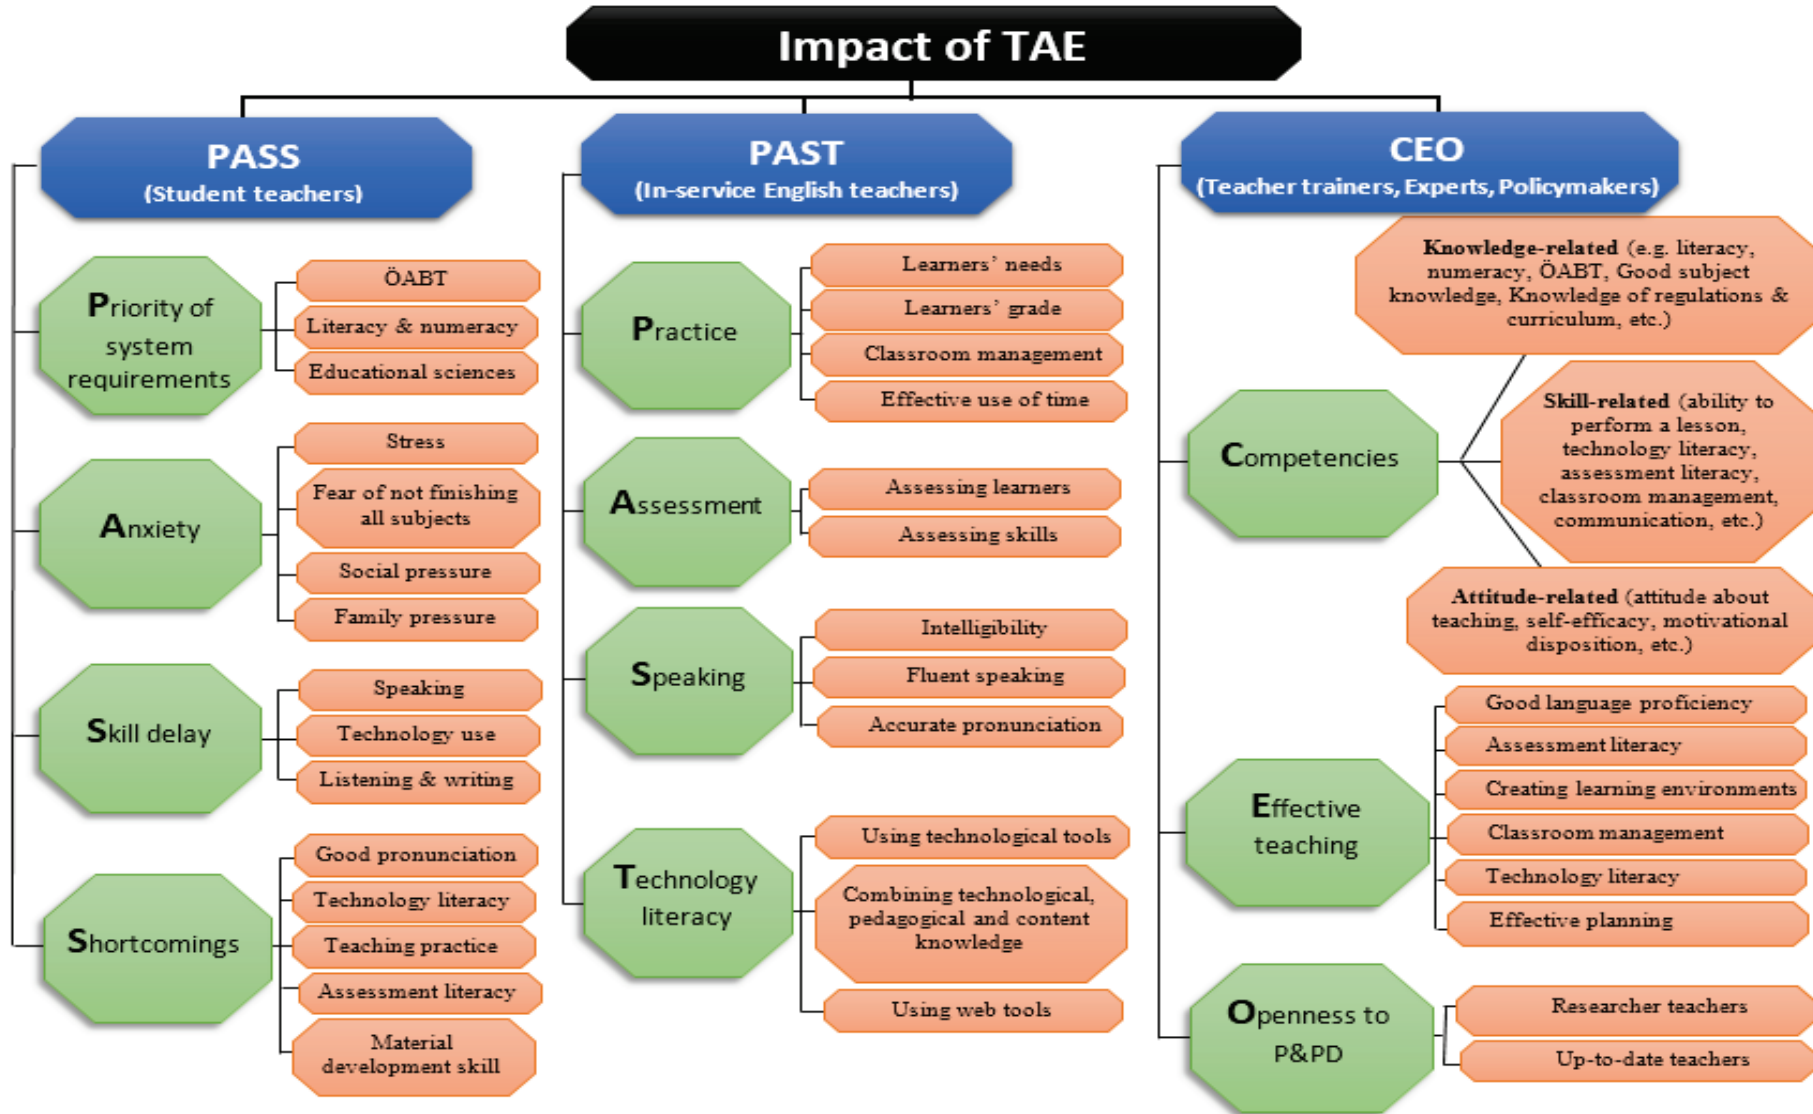 Impact of TAE
PASS
(Student teachers)
Priority of
system
requirements
ÖABT
Literacy & numeracy
Educational sciences
Anxiety
Stress
Fear of not finishing
all subjects
Social pressure
Family pressure
Skill delay
Speaking
Technology use
Listening & writing
Shortcomings
Good pronunciation
Technology literacy
Teaching practice
Assessment literacy
Material
development skill
PAST
(In-service English teachers)
Practice
Learners' needs
Learners' grade
Classroom management
Effective use of time
Assessment
Assessing learners
Assessing skills
Speaking
Intelligibility
Fluent speaking
Accurate pronunciation
Technology
literacy
Using technological tools
Combining technological,
pedagogical and content
knowledge
Using web tools
CEO
(Teacher trainers, Experts, Policymakers)
Competencies
Knowledge-related (e.g. literacy,
numeracy, ÖABT, Good subject
knowledge, Knowledge of regulations &
curriculum, etc.)
Skill-related (ability to
perform a lesson,
technology literacy,
assessment literacy,
classroom management,
communication, etc.)
Attitude-related (attitude about
teaching, self-efficacy, motivational
disposition, etc.)
Effective
teaching
Good language proficiency
Assessment literacy
Creating learning environments
Classroom management
Technology literacy
Effective planning
Openness to
P&PD
Researcher teachers
Up-to-date teachers